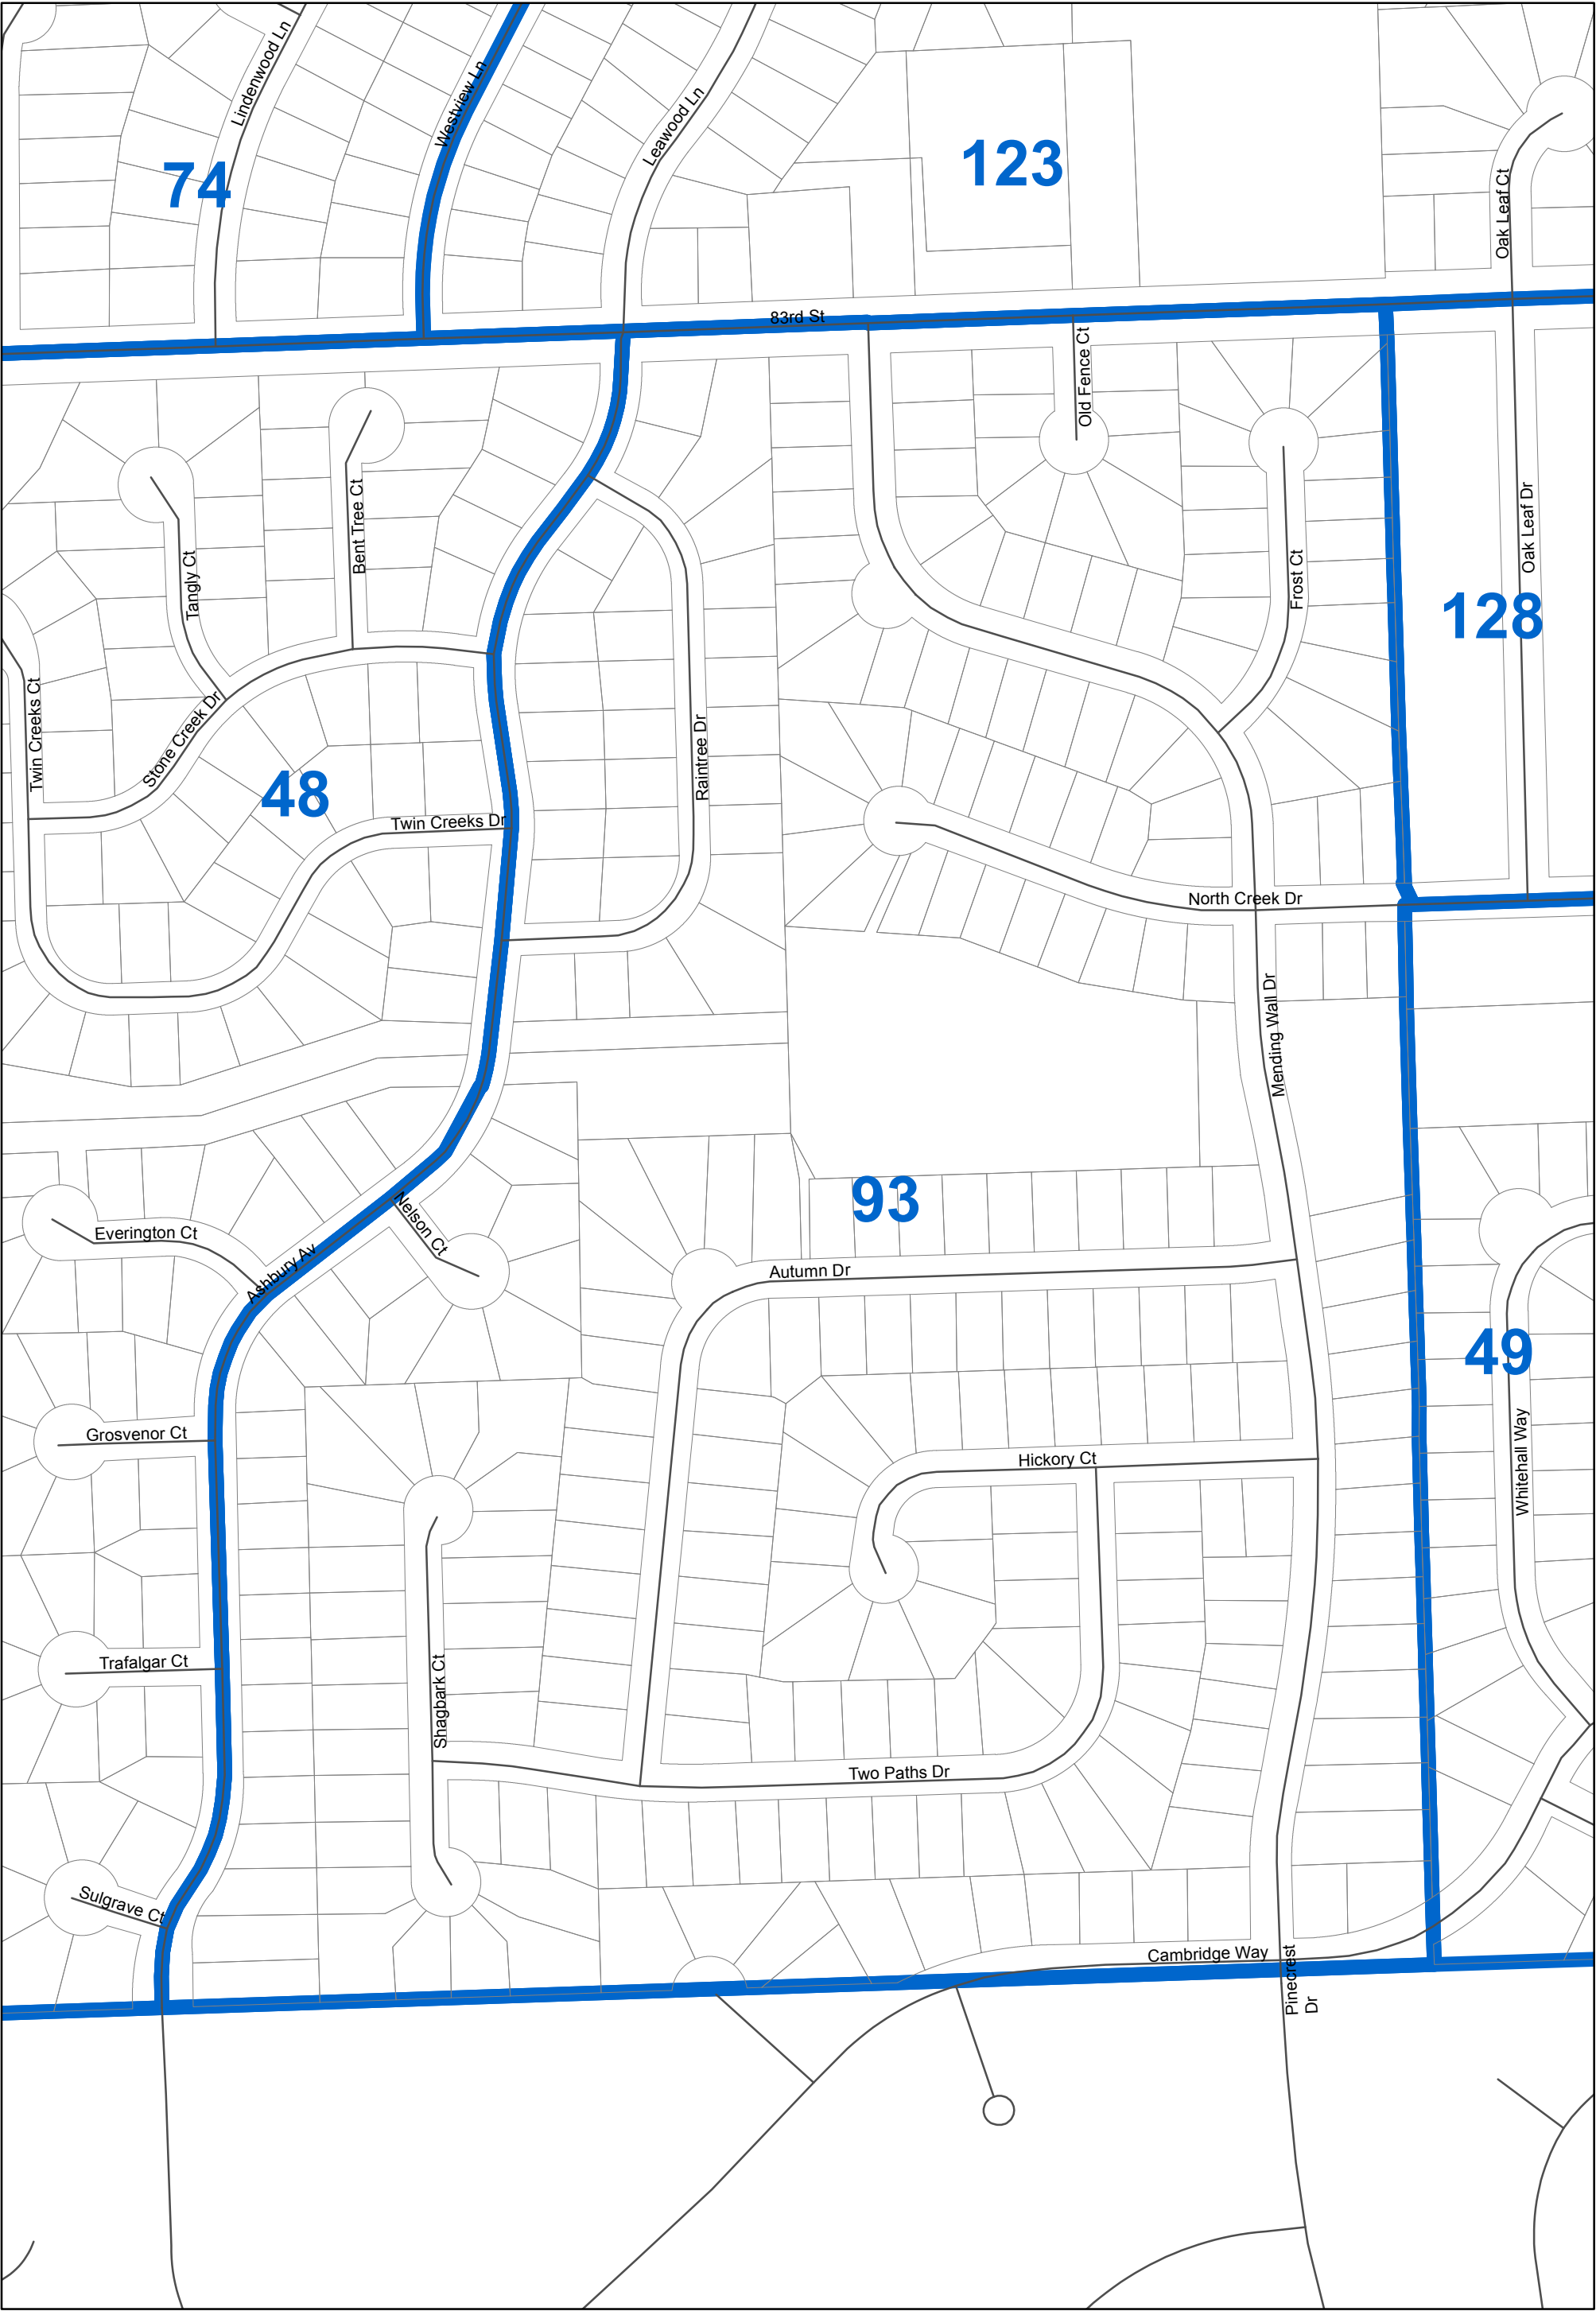 Lindenwood Ln
Westview Ln
Leawood Ln
74
123
Oak Leaf Ct
83rd St
Old Fence Ct
Bent Tree Ct
Tangly Ct
Frost Ct
Oak Leaf Dr
128
Twin Creeks Ct
Stone Creek Dr
48
Raintree Dr
Twin Creeks Dr
North Creek Dr
Mending Wall Dr
93
Nelson Ct
Everington Ct
Ashbury Av
Autumn Dr
49
Grosvenor Ct
Hickory Ct
Whitehall Way
Trafalgar Ct
Shagbark Ct
Two Paths Dr
Sulgrave Ct
Cambridge Way
Pinecrest
Dr